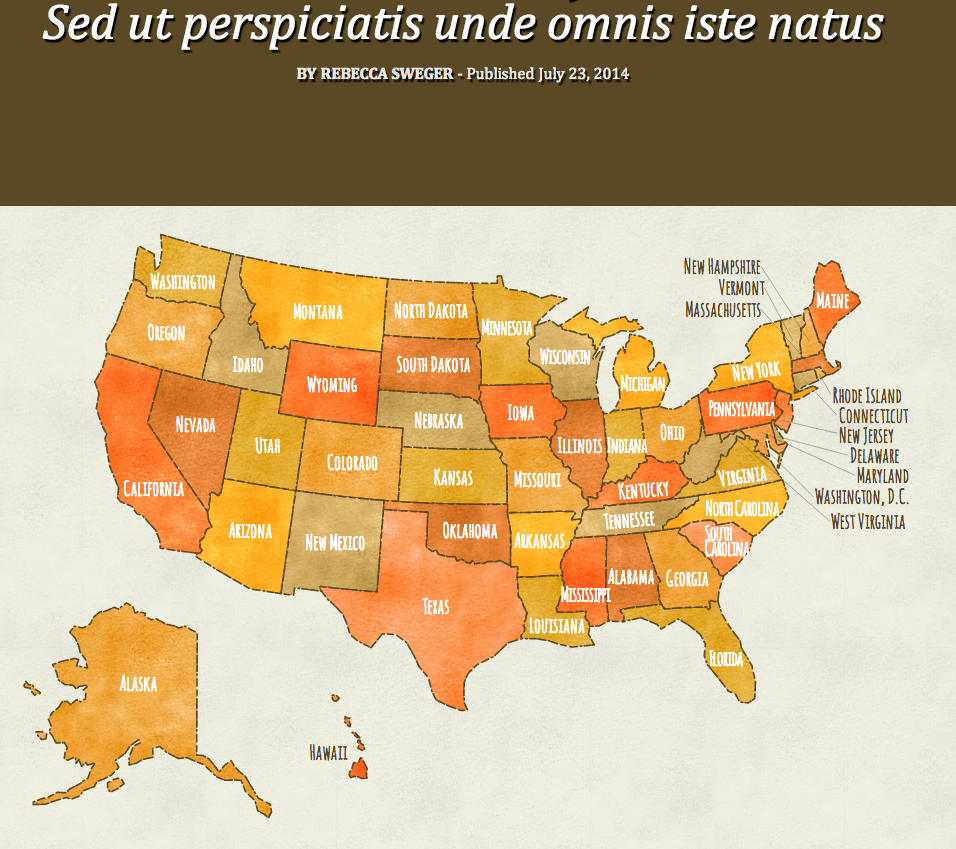 Sed ut perspiciatis unde omnis iste natus
BY REBECCA SWEGER - Published July 23, 2014
NEW HAMPSHIRE
VERMONT
MASSACHUSETTS
MAINE
WASHINGTON
MONTANA
NORTH DAKOTA
MINNESOTA
OREGON
IDAHO
WYOMING
SOUTH DAKOTA
WISCONSIN
MICHIGAN
NEW YORK
RHODE ISLAND
CONNECTICUT
NEW JERSEY
DELAWARE
MARYLAND
WASHINGTON, D.C.
WEST VIRGINIA
NEVADA
UTAH
COLORADO
NEBRASKA
IOWA
ILLINOIS
INDIANA
OHIO
PENNSYLVANIA
CALIFORNIA
KANSAS
MISSOURI
KENTUCKY
VIRGINIA
ARIZONA
NEW MEXICO
OKLAHOMA
ARKANSAS
TENNESSEE
NORTH CAROLINA
SOUTH
CAROLINA
TEXAS
LOUISIANA
MISSISSIPPI
ALABAMA
GEORGIA
FLORIDA
ALASKA
HAWAII